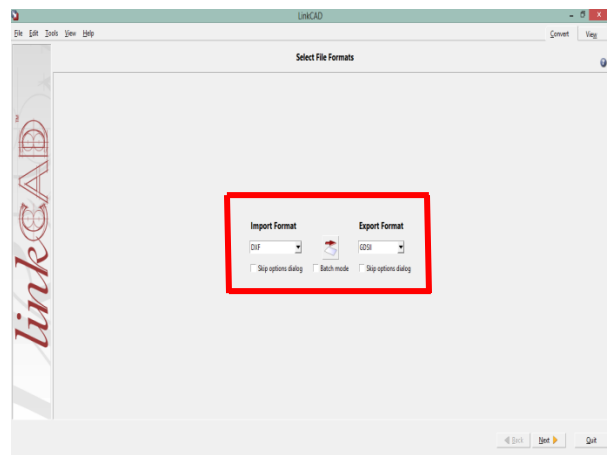 LinkCAD
File Edit Tools View Help
Convert View
Select File Formats
linkCAD
Import Format Export Format
DXF GDSII
Skip options dialog Batch mode Skip options dialog
Back Next Quit